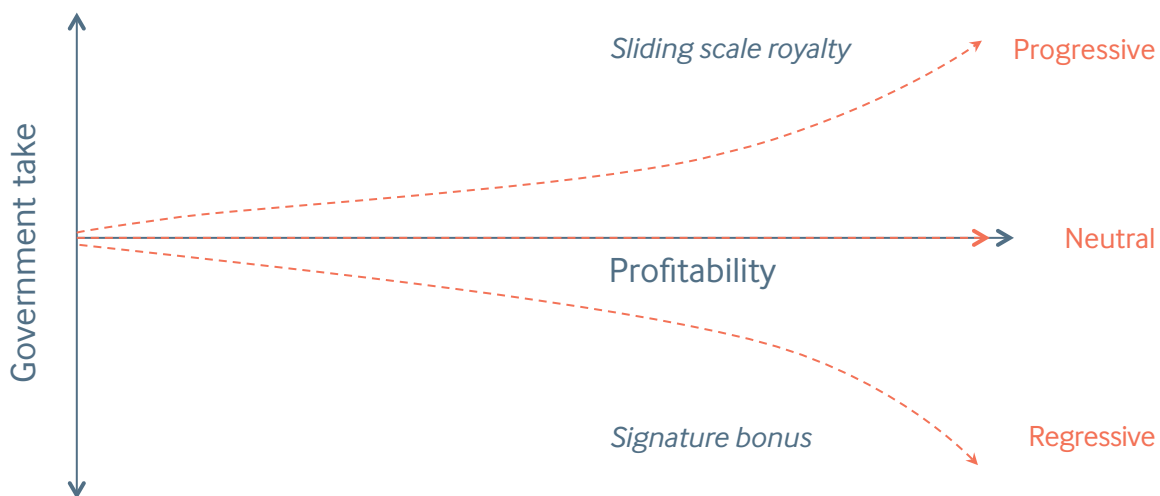 Sliding scale royalty
Progressive
Government take
Neutral
Profitability
Signature bonus
Regressive